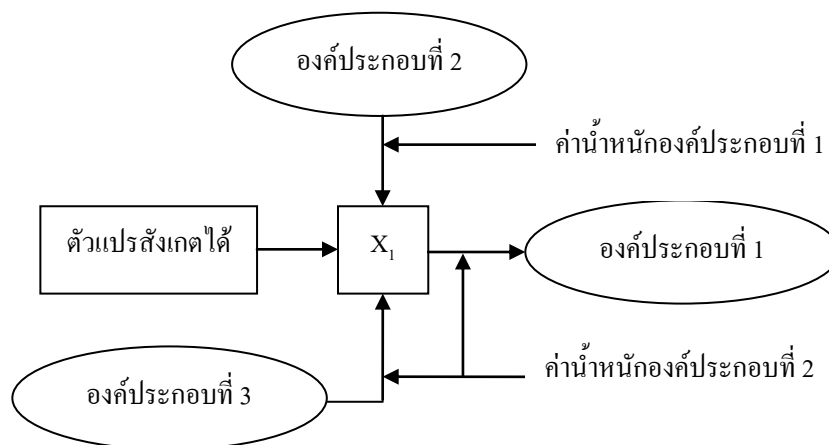 องค์ประกอบที่ 2
ค่าน้ำหนักองค์ประกอบที่ 1
ตัวแปรสังเกตได้
X₁
องค์ประกอบที่ 1
ค่าน้ำหนักองค์ประกอบที่ 2
องค์ประกอบที่ 3